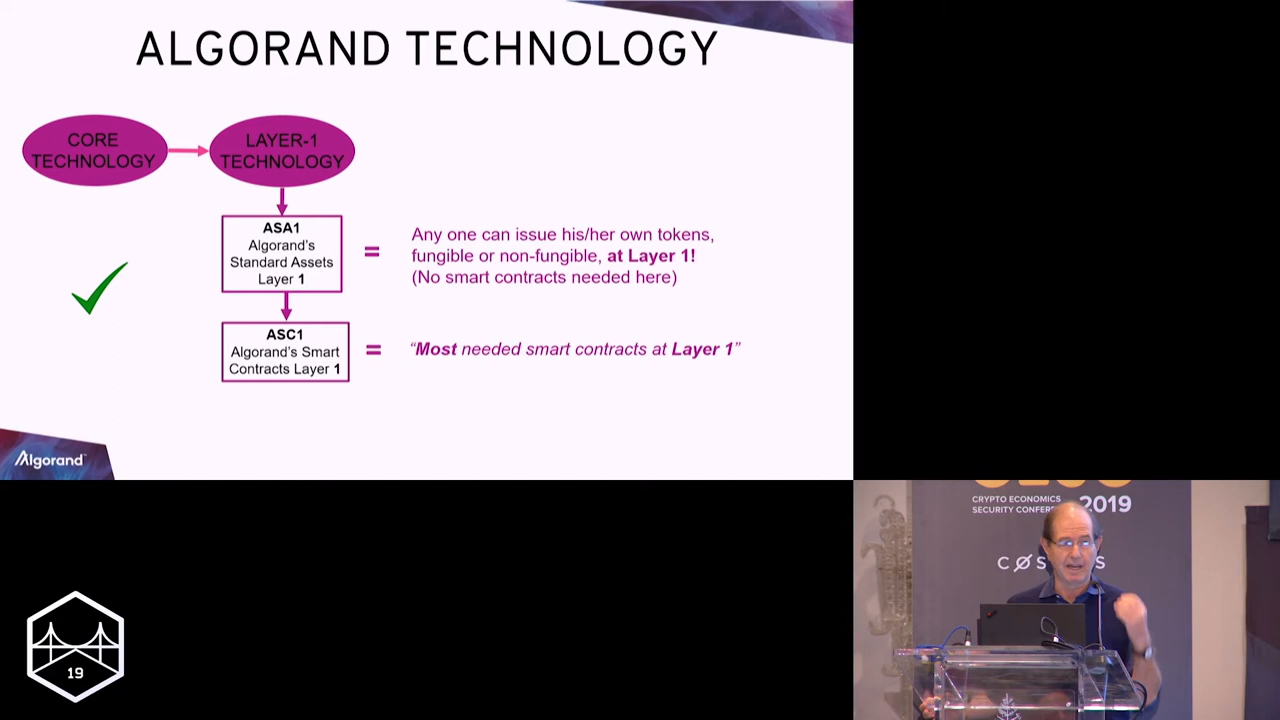 ALGORAND TECHNOLOGY
CORE
TECHNOLOGY
LAYER-1
TECHNOLOGY
ASA1
Algorand's
Standard Assets
Layer 1
=
Any one can issue his/her own tokens,
fungible or non-fungible, at Layer 1!
(No smart contracts needed here)
ASC1
Algorand's Smart
Contracts Layer 1
=
“Most needed smart contracts at Layer 1”
Algorand
CRYPTO ECONOMICS
SECURITY
2019
19